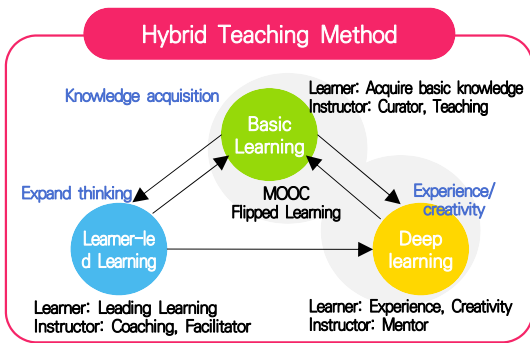 Hybrid Teaching Method
Knowledge acquisition
Learner: Acquire basic knowledge
Instructor: Curator, Teaching
Basic
Learning
Expand thinking
MOOC
Flipped Learning
Experience/
creativity
Learner-le
d Learning
Deep
learning
Learner: Leading Learning
Instructor: Coaching, Facilitator
Learner: Experience, Creativity
Instructor: Mentor